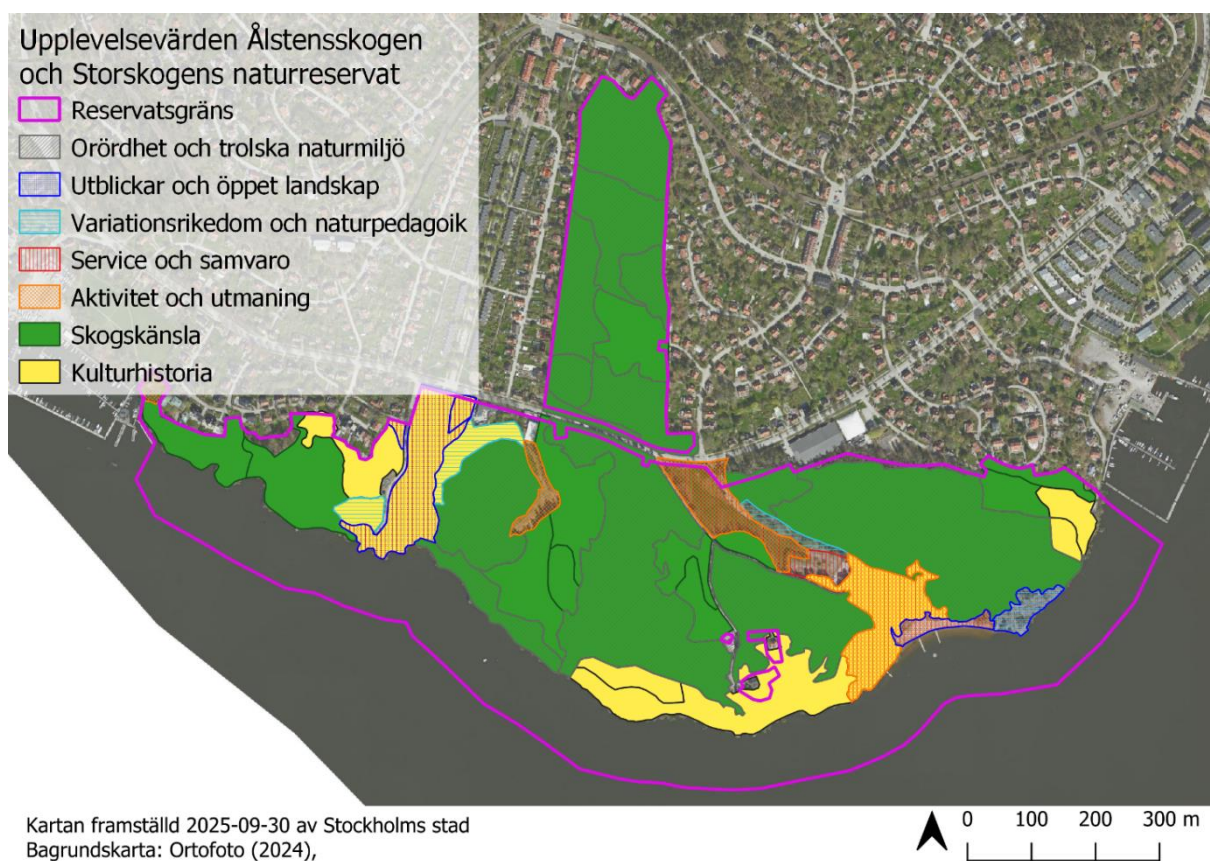 Upplevelsevärden Ålstensskogen
och Storskogens naturreservat
Reservatsgräns
Orördhet och trolska naturmiljö
Utblickar och öppet landskap
Variationsrikedom och naturpedagoik
Service och samvaro
Aktivitet och utmaning
Skogskänsla
Kulturhistoria
Kartan framställd 2025-09-30 av Stockholms stad
Bagrundskarta: Ortofoto (2024),
0 100 200 300 m